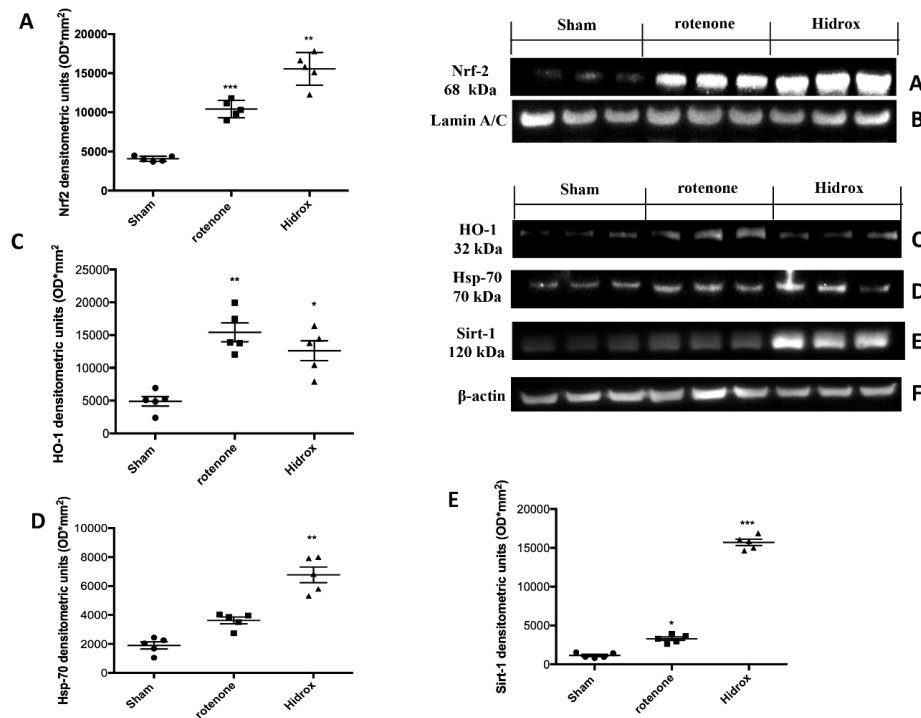 A
Nrf2 densitometric units (OD*mm²)
20000
15000
10000
5000
0
***
**
Sham
rotenone
Hidrox
Sham
rotenone
Hidrox
Nrf-2
68 kDa
A
Lamin A/C
B
C
HO-1 densitometric units (OD*mm²)
25000
20000
15000
10000
5000
0
**
*
Sham
rotenone
Hidrox
Sham
rotenone
Hidrox
HO-1
32 kDa
C
Hsp-70
70 kDa
D
Sirt-1
120 kDa
E
β-actin
F
D
Hsp-70 densitometric units (OD*mm²)
10000
8000
6000
4000
2000
0
**
Sham
rotenone
Hidrox
E
Sirt-1 densitometric units (OD*mm²)
20000
15000
10000
5000
0
*
***
Sham
rotenone
Hidrox